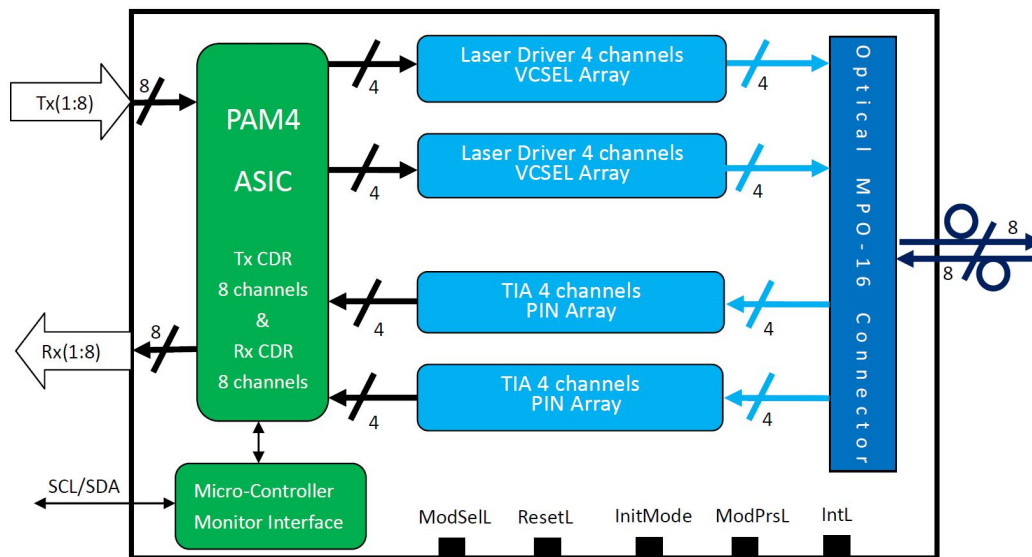 Tx(1:8)
8
PAM4
ASIC
Tx CDR
8 channels
&
Rx CDR
8 channels
4
Laser Driver 4 channels
VCSEL Array
4
4
Laser Driver 4 channels
VCSEL Array
4
4
TIA 4 channels
PIN Array
4
4
TIA 4 channels
PIN Array
4
Optical MPO-16 Connector
8
8
Rx(1:8)
8
SCL/SDA
Micro-Controller
Monitor Interface
ModSelL
ResetL
InitMode
ModPrsL
IntL